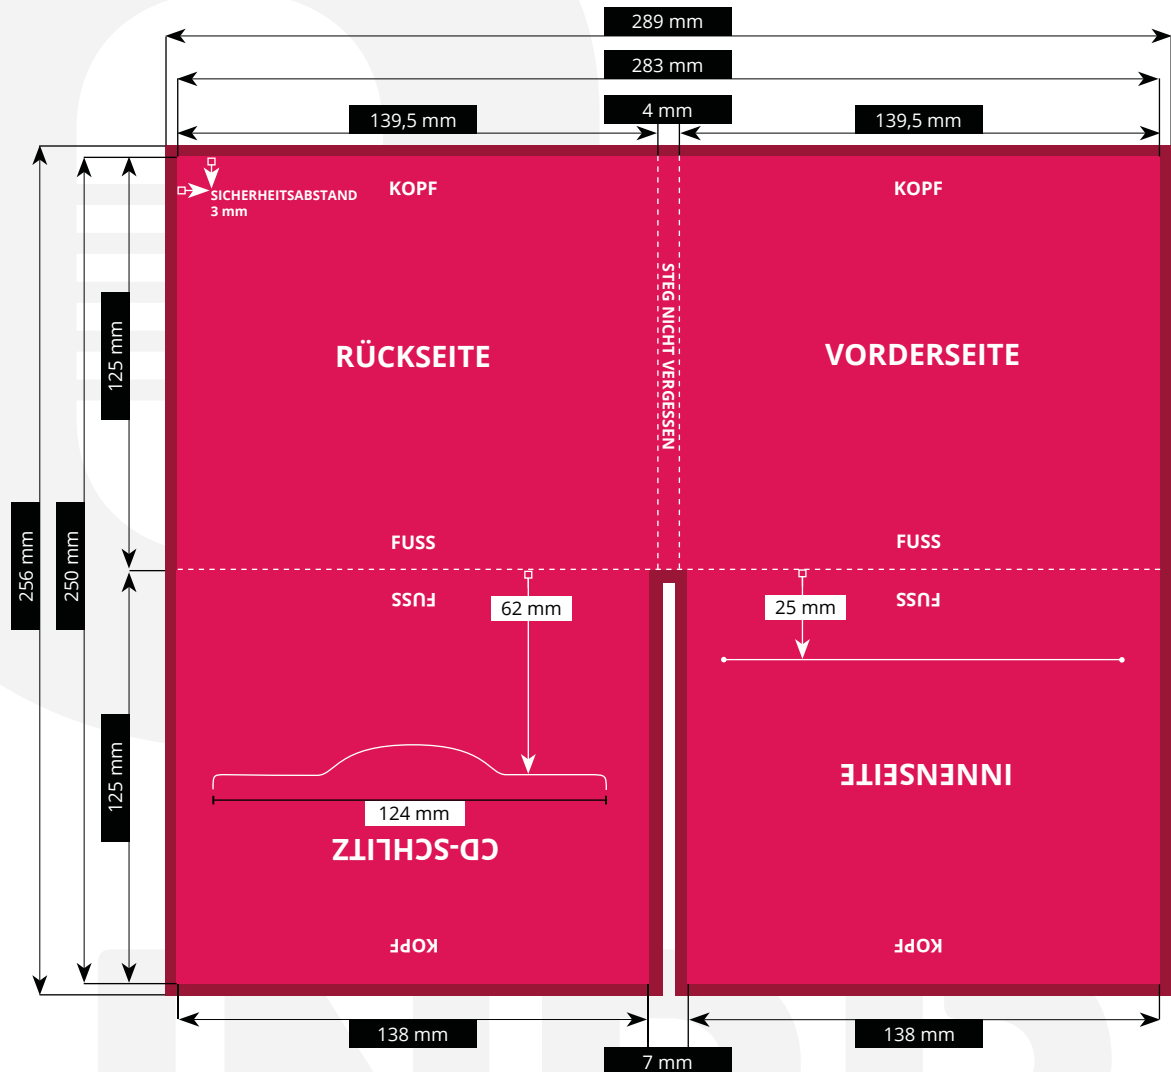 289 mm
283 mm
4 mm
139,5 mm
139,5 mm
KOPF
KOPF
SICHERHEITSABSTAND
3 mm
STEG NICHT VERGESSEN
125 mm
RÜCKSEITE
VORDERSEITE
256 mm
250 mm
FUSS
FUSS
FUSS
62 mm
25 mm
FUSS
125 mm
INNENSEITE
124 mm
CD-SCHLITZ
KOPF
KOPF
138 mm
138 mm
7 mm